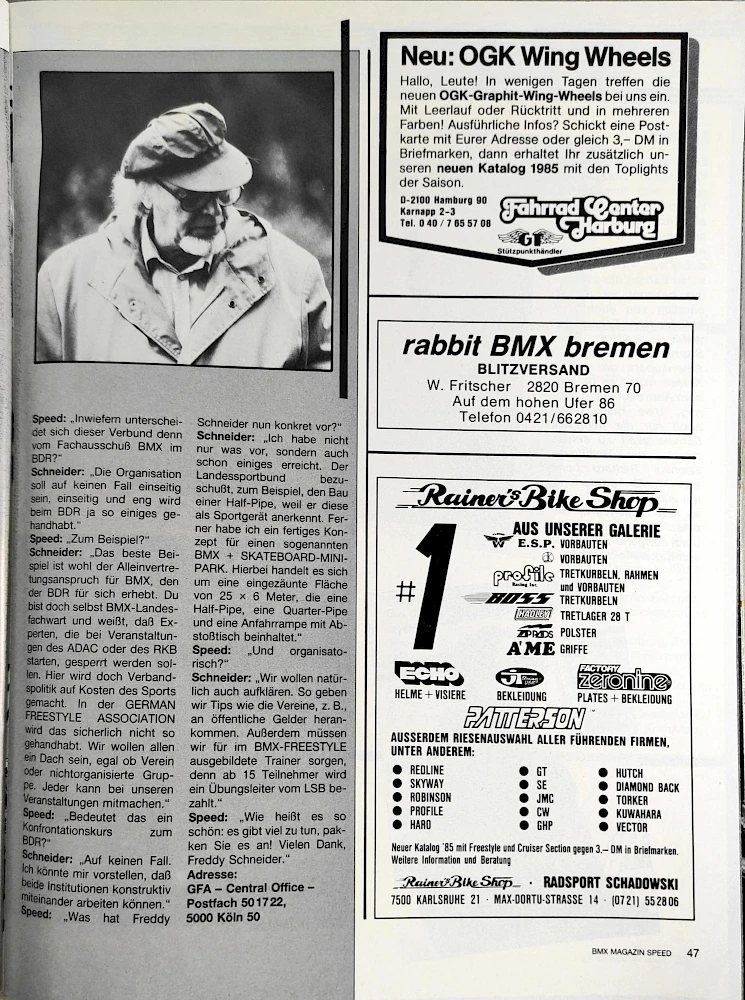 Speed: „Inwiefern unterschei-
det sich dieser Verbund denn
vom Fachausschuß BMX im
BDR?“
Schneider: „Die Organisation
soll auf keinen Fall einseitig
sein, einseitig und eng wird
beim BDR ja so einiges ge-
handhabt.“
Speed: „Zum Beispiel?“
Schneider: „Das beste Bei-
spiel ist wohl der Alleinvertre-
tungsanspruch für BMX, den
der BDR für sich erhebt. Du
bist doch selbst BMX-Landes-
fachwart und weißt, daß Ex-
perten, die bei Veranstaltun-
gen des ADAC oder des RKB
starten, gesperrt werden sol-
len. Hier wird doch Verband-
spolitik auf Kosten des Sports
gemacht. In der GERMAN
FREESTYLE ASSOCIATION
wird das sicherlich nicht so
gehandhabt. Wir wollen allen
ein Dach sein, egal ob Verein
oder nichtorganisierte Grup-
pe. Jeder kann bei unseren
Veranstaltungen mitmachen.“
Speed: „Bedeutet das ein
Konfrontationskurs zum
BDR?“
Schneider: „Auf keinen Fall.
Ich könnte mir vorstellen, daß
beide Institutionen konstruktiv
miteinander arbeiten können.“
Speed: „Was hat Freddy
Schneider nun konkret vor?“
Schneider: „Ich habe nicht
nur was vor, sondern auch
schon einiges erreicht. Der
Landessportbund bezu-
schußt, zum Beispiel, den Bau
einer Half-Pipe, weil er diese
als Sportgerät anerkennt. Fer-
ner habe ich ein fertiges Kon-
zept für einen sogenannten
BMX + SKATEBOARD-MINI-
PARK. Hierbei handelt es sich
um eine eingezäunte Fläche
von 25 × 6 Meter, die eine
Half-Pipe, eine Quarter-Pipe
und eine Anfahrrampe mit Ab-
stoßtisch beinhaltet.“
Speed: „Und organisato-
risch?“
Schneider: „Wir wollen natür-
lich auch aufklären. So geben
wir Tips wie die Vereine, z. B.,
an öffentliche Gelder heran-
kommen. Außerdem müssen
wir für im BMX-FREESTYLE
ausgebildete Trainer sorgen,
denn ab 15 Teilnehmer wird
ein Übungsleiter vom LSB be-
zahlt.“
Speed: „Wie heißt es so
schön: es gibt viel zu tun, pak-
ken Sie es an! Vielen Dank,
Freddy Schneider.“
Adresse:
GFA – Central Office –
Postfach 50 17 22,
5000 Köln 50
Neu: OGK Wing Wheels
Hallo, Leute! In wenigen Tagen treffen die
neuen OGK-Graphit-Wing-Wheels bei uns ein.
Mit Leerlauf oder Rücktritt und in mehreren
Farben! Ausführliche Infos? Schickt eine Post-
karte mit Eurer Adresse oder gleich 3,– DM in
Briefmarken, dann erhaltet Ihr zusätzlich un-
seren neuen Katalog 1985 mit den Toplights
der Saison.
D-2100 Hamburg 90
Karnapp 2-3
Tel. 0 40 / 7 65 57 08
Fahrrad Center
Harburg
GT
Stützpunkthändler
rabbit BMX bremen
BLITZVERSAND
W. Fritscher 2820 Bremen 70
Auf dem hohen Ufer 86
Telefon 0421/662810
Rainer's Bike Shop
#1
AUS UNSERER GALERIE
E.S.P. VORBAUTEN
VORBAUTEN
profile Racing Inc. TRETKURBELN, RAHMEN
und VORBAUTEN
BOSS TRETKURBELN
HADLEY TRETLAGER 28 T
ZIPRADS POLSTER
A'ME GRIFFE
ECHO
HELME + VISIERE
JT
BEKLEIDUNG
FACTORY
zeronine
PLATES + BEKLEIDUNG
PATTERSON™
AUSSERDEM RIESENAUSWAHL ALLER FÜHRENDEN FIRMEN,
UNTER ANDEREM:
● REDLINE
● SKYWAY
● ROBINSON
● PROFILE
● HARO
● GT
● SE
● JMC
● CW
● GHP
● HUTCH
● DIAMOND BACK
● TORKER
● KUWAHARA
● VECTOR
Neuer Katalog '85 mit Freestyle und Cruiser Section gegen 3,– DM in Briefmarken.
Weitere Information und Beratung
Rainer's Bike Shop · RADSPORT SCHADOWSKI
7500 KARLSRUHE 21 · MAX-DORTU-STRASSE 14 · (07 21) 55 28 06
BMX MAGAZIN SPEED 47